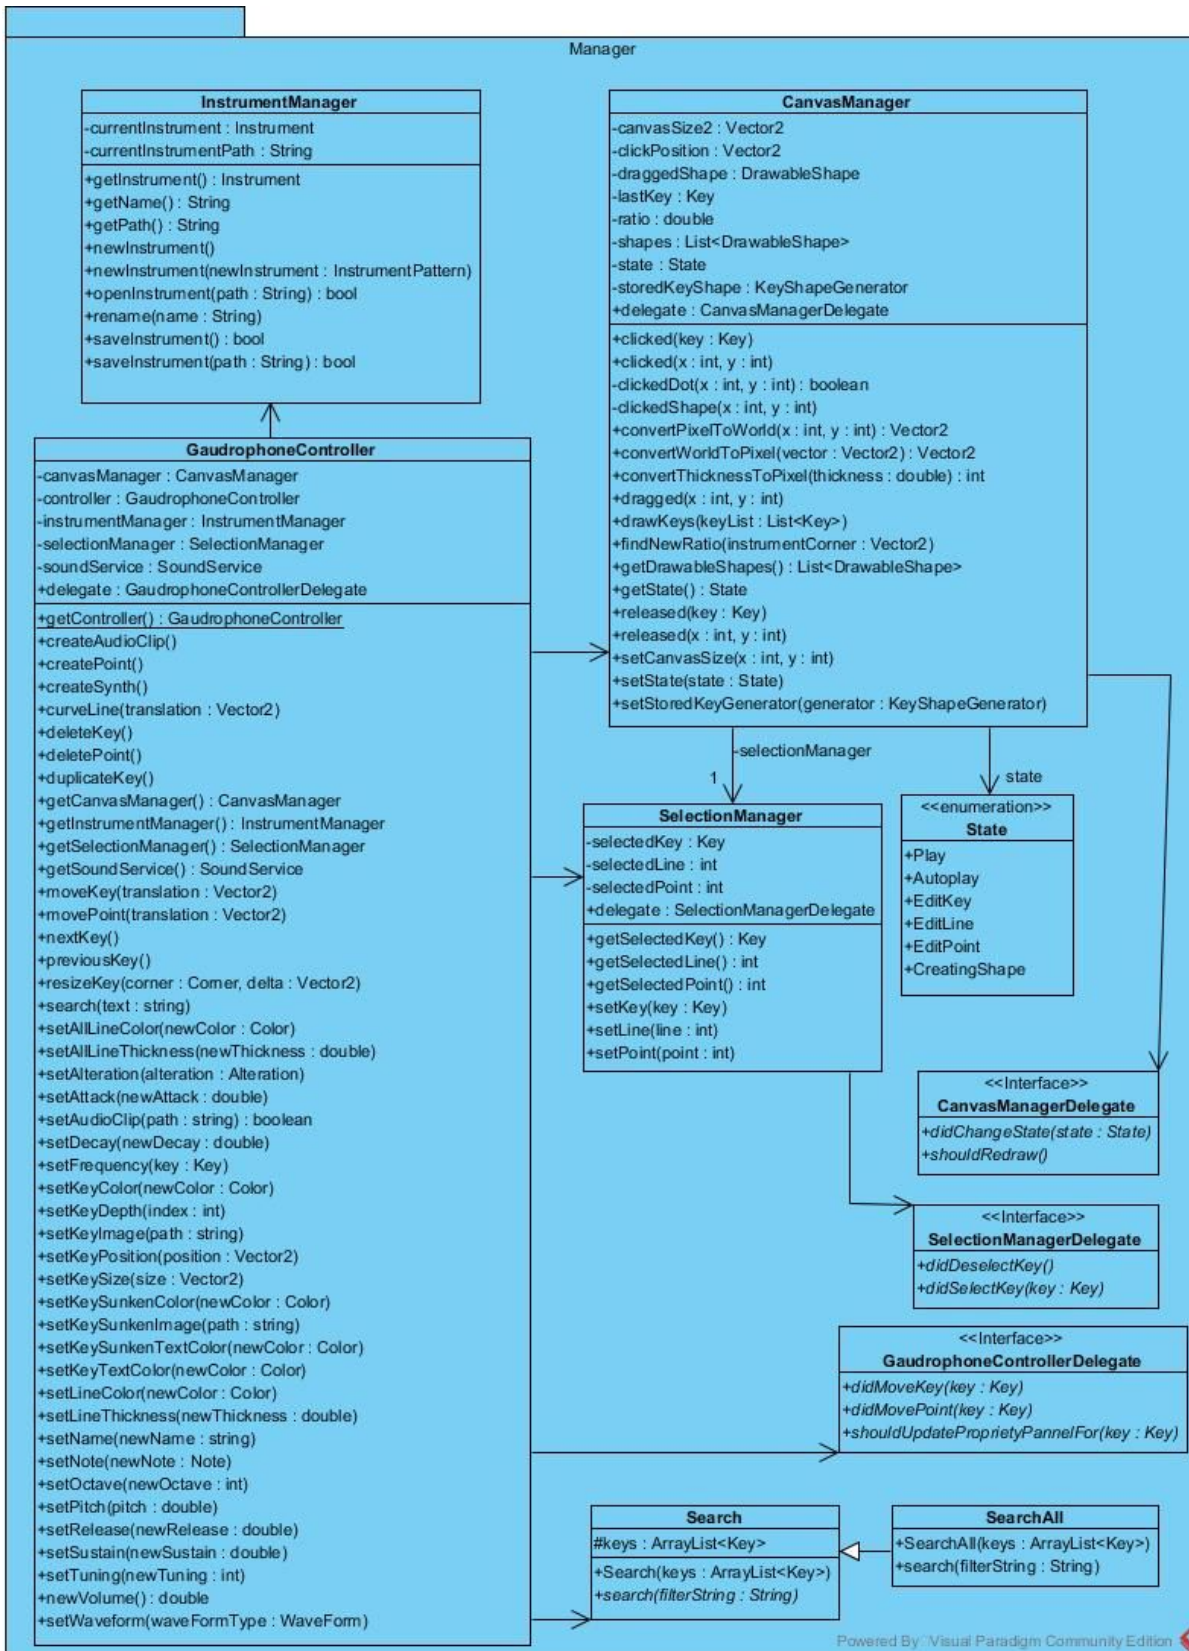 Manager
InstrumentManager
-currentInstrument : Instrument
-currentInstrumentPath : String
+getInstrument() : Instrument
+getName() : String
+getPath() : String
+newInstrument()
+newInstrument(newInstrument : InstrumentPattern)
+openInstrument(path : String) : bool
+rename(name : String)
+saveInstrument() : bool
+saveInstrument(path : String) : bool
CanvasManager
-canvasSize2 : Vector2
-clickPosition : Vector2
-draggedShape : DrawableShape
-lastKey : Key
-ratio : double
-shapes : List<DrawableShape>
-state : State
-storedKeyShape : KeyShapeGenerator
+delegate : CanvasManagerDelegate
+clicked(key : Key)
+clicked(x : int, y : int)
-clickedDot(x : int, y : int) : boolean
-clickedShape(x : int, y : int)
+convertPixelToWorld(x : int, y : int) : Vector2
+convertWorldToPixel(vector : Vector2) : Vector2
+convertThicknessToPixel(thickness : double) : int
+dragged(x : int, y : int)
+drawKeys(keyList : List<Key>)
+findNewRatio(instrumentCorner : Vector2)
+getDrawableShapes() : List<DrawableShape>
+getState() : State
+released(key : Key)
+released(x : int, y : int)
+setCanvasSize(x : int, y : int)
+setState(state : State)
+setStoredKeyGenerator(generator : KeyShapeGenerator)
GaudrophoneController
-canvasManager : CanvasManager
-controller : GaudrophoneController
-instrumentManager : InstrumentManager
-selectionManager : SelectionManager
-soundService : SoundService
+delegate : GaudrophoneControllerDelegate
+getController() : GaudrophoneController
+createAudioClip()
+createPoint()
+createSynth()
+curveLine(translation : Vector2)
+deleteKey()
+deletePoint()
+duplicateKey()
+getCanvasManager() : CanvasManager
+getInstrumentManager() : InstrumentManager
+getSelectionManager() : SelectionManager
+getSoundService() : SoundService
+moveKey(translation : Vector2)
+movePoint(translation : Vector2)
+nextKey()
+previousKey()
+resizeKey(corner : Corner, delta : Vector2)
+search(text : string)
+setAllLineColor(newColor : Color)
+setAllLineThickness(newThickness : double)
+setAlteration(alteration : Alteration)
+setAttack(newAttack : double)
+setAudioClip(path : string) : boolean
+setDecay(newDecay : double)
+setFrequency(key : Key)
+setKeyColor(newColor : Color)
+setKeyDepth(index : int)
+setKeyImage(path : string)
+setKeyPosition(position : Vector2)
+setKeySize(size : Vector2)
+setKeySunkenColor(newColor : Color)
+setKeySunkenImage(path : string)
+setKeySunkenTextColor(newColor : Color)
+setKeyTextColor(newColor : Color)
+setLineColor(newColor : Color)
+setLineThickness(newThickness : double)
+setName(newName : string)
+setNote(newNote : Note)
+setOctave(newOctave : int)
+setPitch(pitch : double)
+setRelease(newRelease : double)
+setSustain(newSustain : double)
+setTuning(newTuning : int)
+newVolume() : double
+setWaveform(waveFormType : WaveForm)
-selectionManager
1
state
SelectionManager
-selectedKey : Key
-selectedLine : int
-selectedPoint : int
+delegate : SelectionManagerDelegate
+getSelectedKey() : Key
+getSelectedLine() : int
+getSelectedPoint() : int
+setKey(key : Key)
+setLine(line : int)
+setPoint(point : int)
<<enumeration>>
State
+Play
+Autoplay
+EditKey
+EditLine
+EditPoint
+CreatingShape
<<Interface>>
CanvasManagerDelegate
+didChangeState(state : State)
+shouldRedraw()
<<Interface>>
SelectionManagerDelegate
+didDeselectKey()
+didSelectKey(key : Key)
<<Interface>>
GaudrophoneControllerDelegate
+didMoveKey(key : Key)
+didMovePoint(key : Key)
+shouldUpdateProprietyPannelFor(key : Key)
Search
#keys : ArrayList<Key>
+Search(keys : ArrayList<Key>)
+search(filterString : String)
SearchAll
+SearchAll(keys : ArrayList<Key>)
+search(filterString : String)
Powered By Visual Paradigm Community Edition